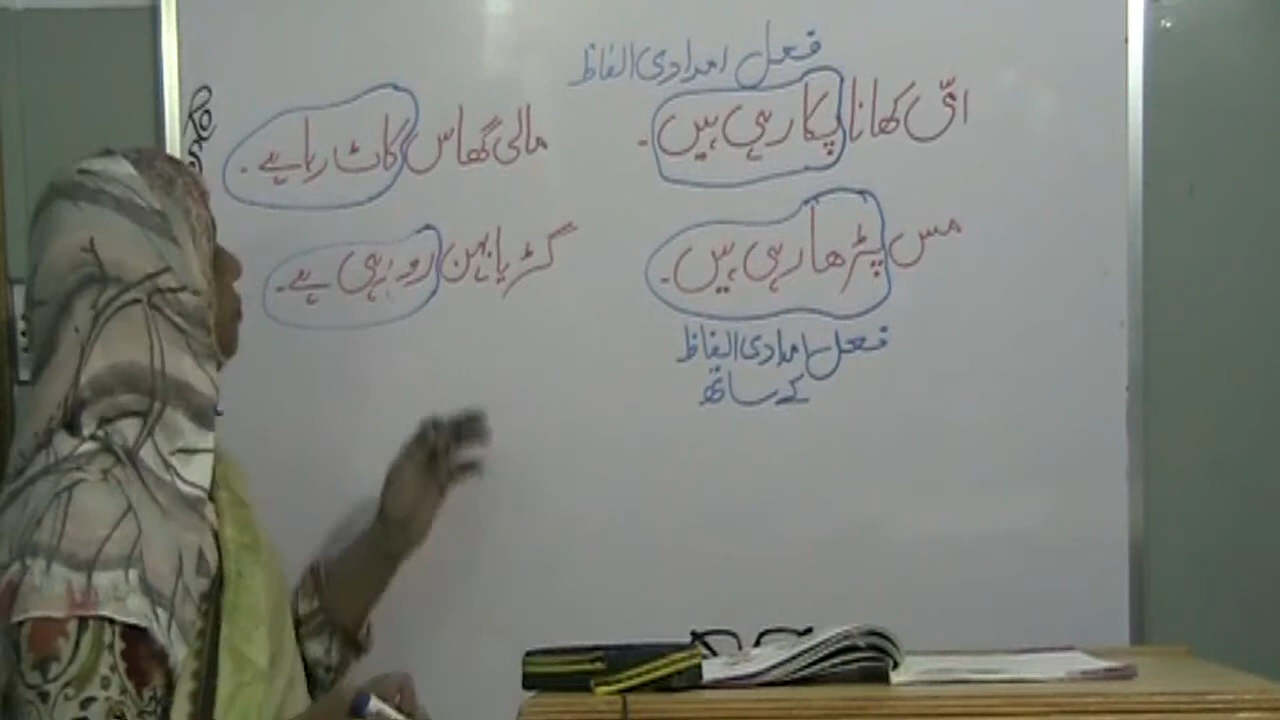 فعل امدادی الفاظ
امّی کھانا پکا رہی ہیں۔
مالی گھاس کاٹ رہا ہے۔
مس پڑھا رہی ہیں۔
گڑیا بہن رو رہی ہے۔
فعل امدادی الفاظ
کے ساتھ